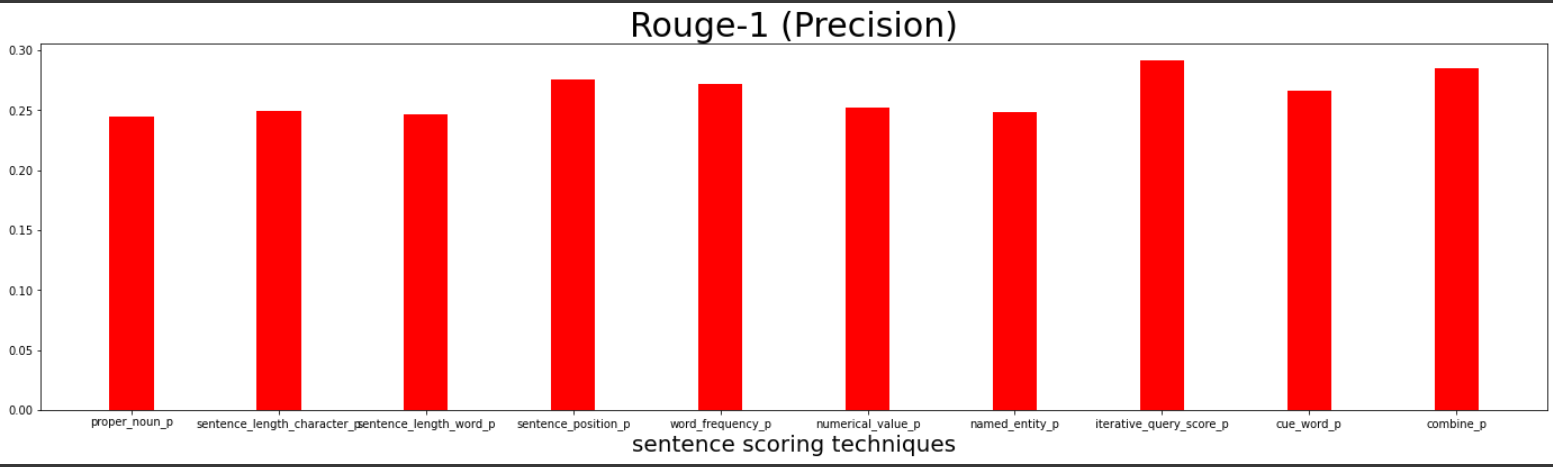 Rouge-1 (Precision)
0.30
0.25
0.20
0.15
0.10
0.05
0.00
proper_noun_p sentence_length_character_p sentence_length_word_p sentence_position_p word_frequency_p numerical_value_p named_entity_p iterative_query_score_p cue_word_p combine_p
sentence scoring techniques